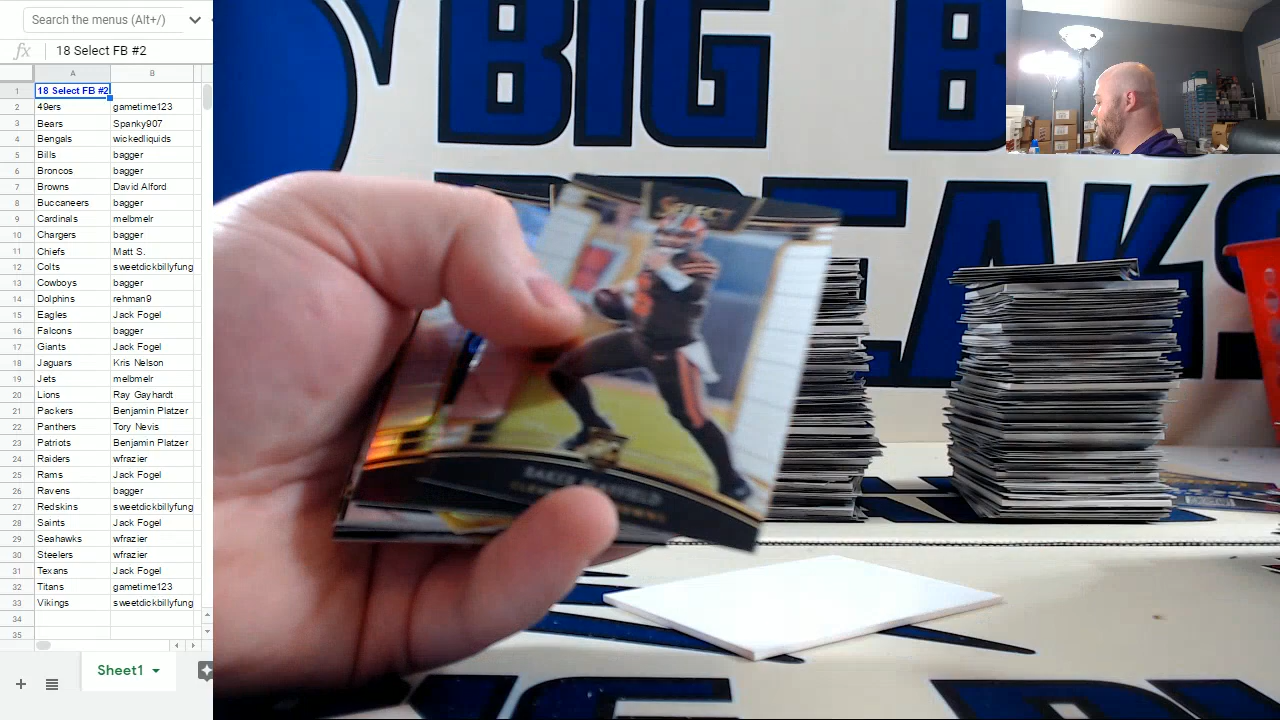 Search the menus (Alt+/)
fx 18 Select FB #2
A B
1 18 Select FB #2
2 49ers gametime123
3 Bears Spanky907
4 Bengals wickedliquids
5 Bills bagger
6 Broncos bagger
7 Browns David Alford
8 Buccaneers bagger
9 Cardinals melbmelr
10 Chargers bagger
11 Chiefs Matt S.
12 Colts sweetdickbillyfung
13 Cowboys bagger
14 Dolphins rehman9
15 Eagles Jack Fogel
16 Falcons bagger
17 Giants Jack Fogel
18 Jaguars Kris Nelson
19 Jets melbmelr
20 Lions Ray Gayhardt
21 Packers Benjamin Platzer
22 Panthers Tory Nevis
23 Patriots Benjamin Platzer
24 Raiders wfrazier
25 Rams Jack Fogel
26 Ravens bagger
27 Redskins sweetdickbillyfung
28 Saints Jack Fogel
29 Seahawks wfrazier
30 Steelers wfrazier
31 Texans Jack Fogel
32 Titans gametime123
33 Vikings sweetdickbillyfung
34
35
Sheet1
BIG B
BREAKS
SELECT
BAKER MAYFIELD